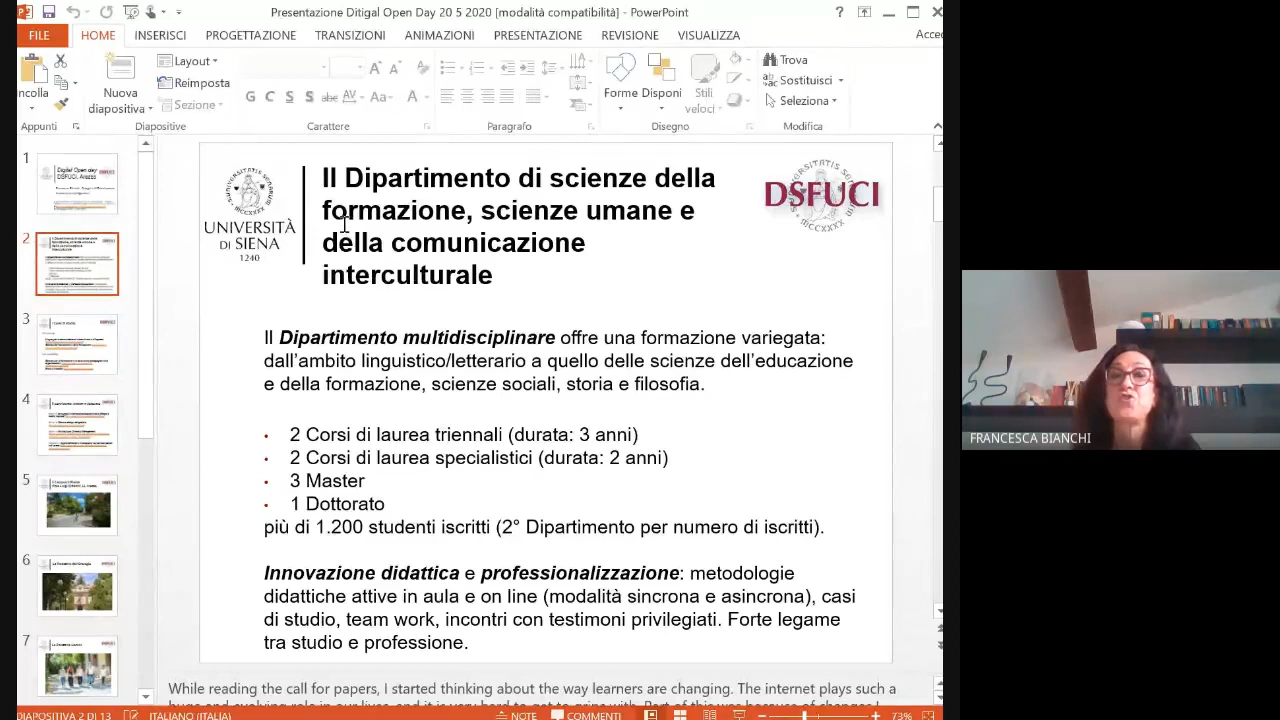 Presentazione Ditigal Open Day 2015 2020 [modalità compatibilità] - PowerPoint
FILE HOME INSERISCI PROGETTAZIONE TRANSIZIONI ANIMAZIONI PRESENTAZIONE REVISIONE VISUALIZZA
Layout
Reimposta
Sezione
Nuova
diapositiva
Forme Disponi Stili
veloci
Trova
Sostituisci
Seleziona
Appunti Diapositive Carattere Paragrafo Disegno Modifica
1
Digital Open day
DSFUCI, Arezzo
2
3
4
5
6
7
UNIVERSITÀ
DI SIENA
1240
Il Dipartimento di scienze della
formazione, scienze umane e
della comunicazione
interculturale
DSFUCI
Il Dipartimento multidisciplinare offre una formazione variegata:
dall'ambito linguistico/letterario a quello delle scienze dell'educazione
e della formazione, scienze sociali, storia e filosofia.
2 Corsi di laurea triennali (durata: 3 anni)
2 Corsi di laurea specialistici (durata: 2 anni)
3 Master
1 Dottorato
più di 1.200 studenti iscritti (2° Dipartimento per numero di iscritti).
Innovazione didattica e professionalizzazione: metodologie
didattiche attive in aula e on line (modalità sincrona e asincrona), casi
di studio, team work, incontri con testimoni privilegiati. Forte legame
tra studio e professione.
While reading the call for papers, I started thinking about the way learners are changing. The internet plays such a
DIAPOSITIVA 2 DI 13 ITALIANO (ITALIA) NOTE COMMENTI 73%
FRANCESCA BIANCHI